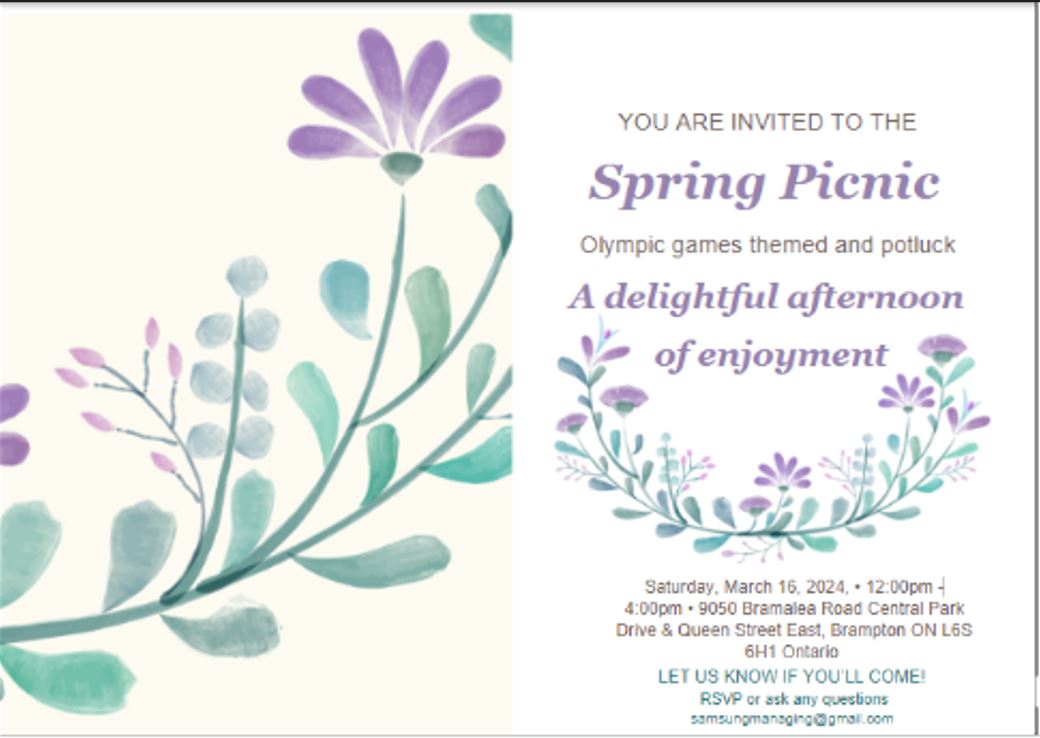 YOU ARE INVITED TO THE
Spring Picnic
Olympic games themed and potluck
A delightful afternoon
of enjoyment
Saturday, March 16, 2024, • 12:00pm -
4:00pm • 9050 Bramalea Road Central Park
Drive & Queen Street East, Brampton ON L6S
6H1 Ontario
LET US KNOW IF YOU'LL COME!
RSVP or ask any questions
samsungmanaging@gmail.com